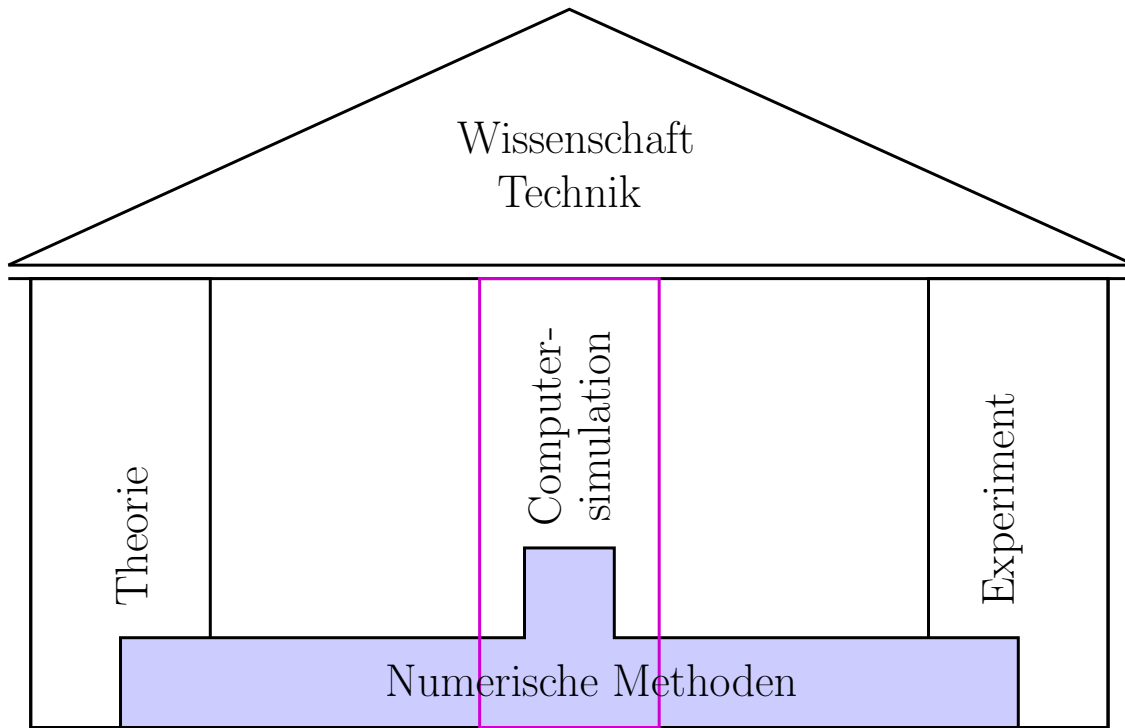 Wissenschaft
Technik
Theorie
Computer-
simulation
Experiment
Numerische Methoden